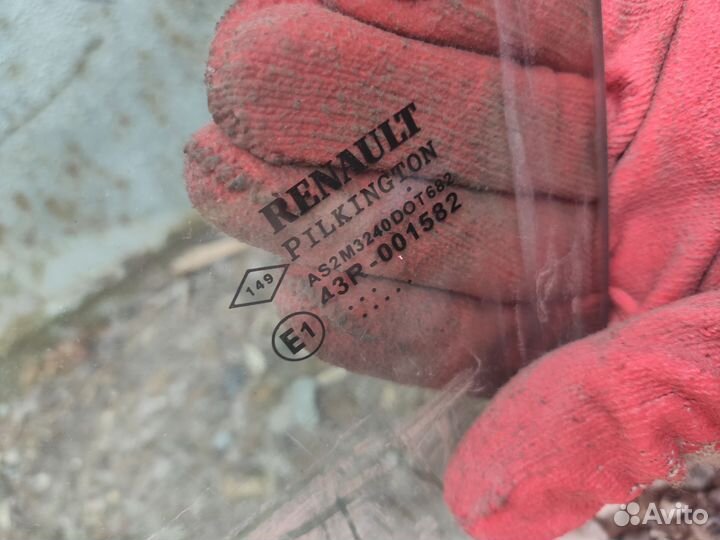 RENAULT
PILKINGTON
AS2M3240DOT682
149
43R-001582
E1
Avito